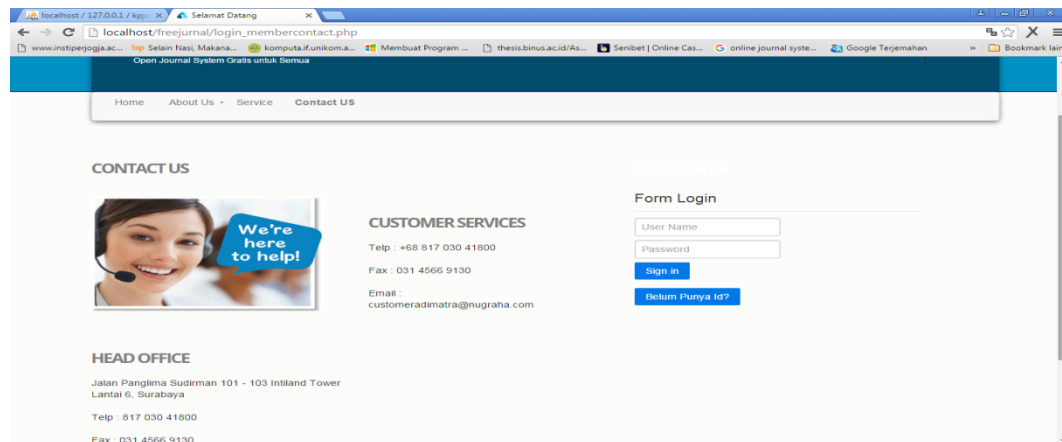 localhost / 127.0.0.1 / kpju
Selamat Datang
localhost/freejurnal/login_membercontact.php
www.instiperjogja.ac... Selain Nasi, Makana... komputa.if.unikom.a... Membuat Program ... thesis.binus.ac.id/As... Senibet | Online Cas... online journal syste... Google Terjemahan » Bookmark lain
Open Journal System Gratis untuk Semua
Home About Us Service Contact US
CONTACT US
We're
here
to help!
CUSTOMER SERVICES
Telp : +68 817 030 41800
Fax : 031 4566 9130
Email :
customeradimatra@nugraha.com
Form Login
User Name
Password
Sign in
Belum Punya Id?
HEAD OFFICE
Jalan Panglima Sudirman 101 - 103 Intiland Tower
Lantai 6, Surabaya
Telp : 817 030 41800
Fax : 031 4566 9130